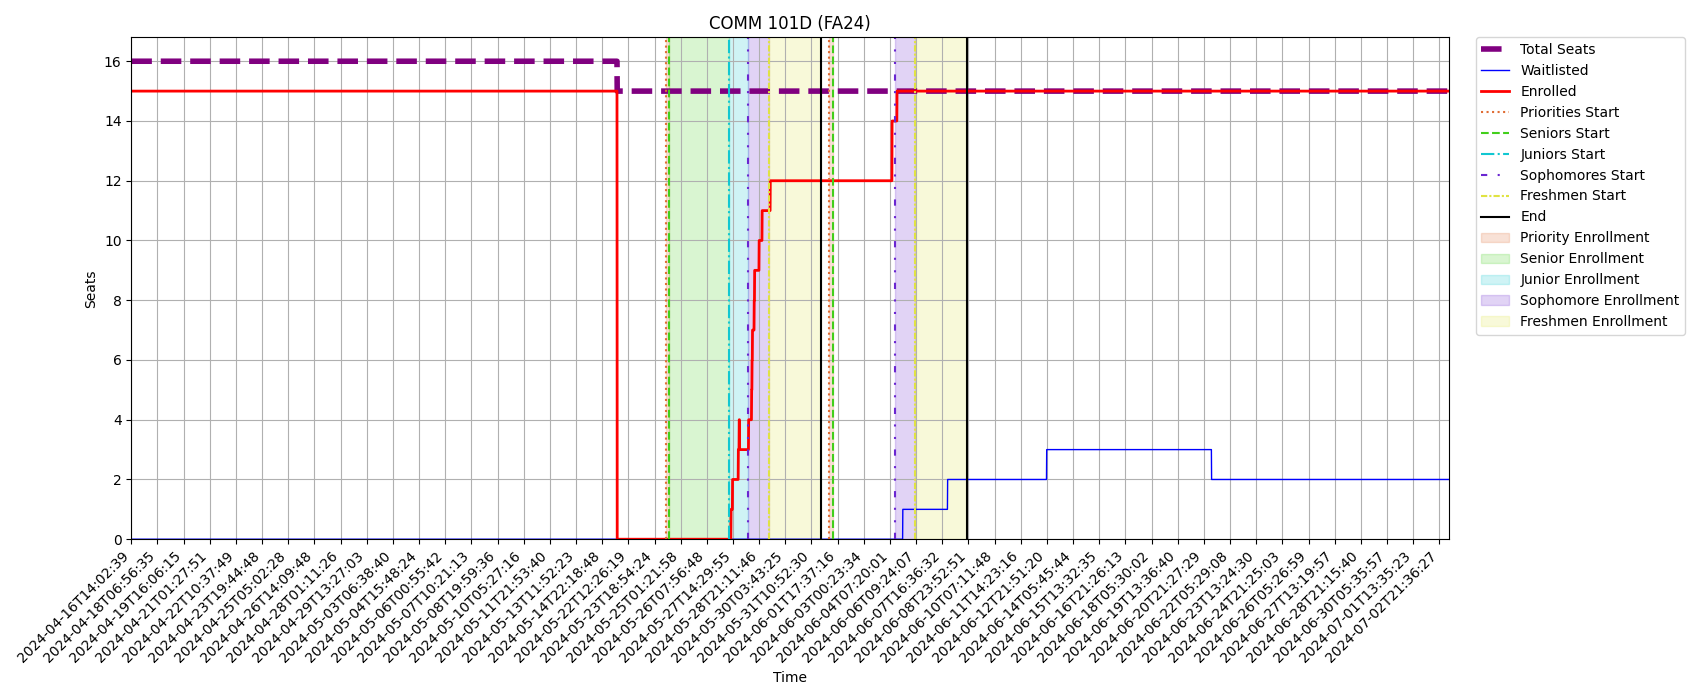 COMM 101D (FA24)
Total Seats
Waitlisted
Enrolled
Priorities Start
Seniors Start
Juniors Start
Sophomores Start
Freshmen Start
End
Priority Enrollment
Senior Enrollment
Junior Enrollment
Sophomore Enrollment
Freshmen Enrollment
Seats
16
14
12
10
8
6
4
2
0
2024-04-16T14:02:39
2024-04-18T06:56:35
2024-04-19T16:06:15
2024-04-21T01:27:51
2024-04-22T10:37:49
2024-04-23T19:44:48
2024-04-25T05:02:28
2024-04-26T14:09:48
2024-04-28T01:11:26
2024-04-29T13:27:03
2024-05-03T06:38:40
2024-05-04T15:48:24
2024-05-06T00:55:42
2024-05-07T10:21:13
2024-05-08T19:59:36
2024-05-10T05:27:16
2024-05-11T21:53:40
2024-05-13T11:52:23
2024-05-14T22:18:48
2024-05-22T12:26:19
2024-05-23T18:54:24
2024-05-25T01:21:58
2024-05-26T07:56:48
2024-05-27T14:29:55
2024-05-28T21:11:46
2024-05-30T03:43:25
2024-05-31T10:52:30
2024-06-01T17:37:16
2024-06-03T00:23:34
2024-06-04T07:20:01
2024-06-06T09:24:07
2024-06-07T16:36:32
2024-06-08T23:52:51
2024-06-10T07:11:48
2024-06-11T14:23:16
2024-06-12T21:51:20
2024-06-14T05:45:44
2024-06-15T13:32:35
2024-06-16T21:26:13
2024-06-18T05:30:02
2024-06-19T13:36:40
2024-06-20T21:27:29
2024-06-22T05:29:08
2024-06-23T13:24:30
2024-06-24T21:25:03
2024-06-26T05:26:59
2024-06-27T13:19:57
2024-06-28T21:15:40
2024-06-30T05:35:57
2024-07-01T13:35:23
2024-07-02T21:36:27
Time